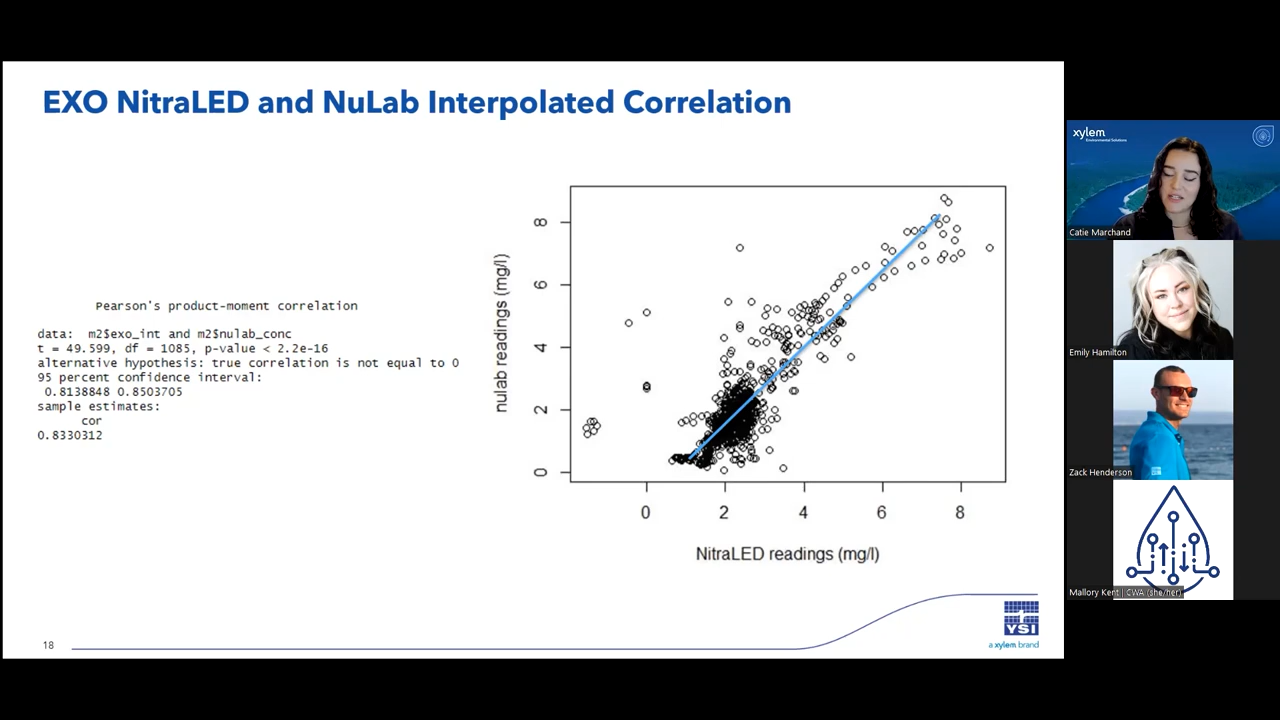 EXO NitraLED and NuLab Interpolated Correlation
Pearson's product-moment correlation
data: m2$exo_int and m2$nulab_conc
t = 49.599, df = 1085, p-value < 2.2e-16
alternative hypothesis: true correlation is not equal to 0
95 percent confidence interval:
0.8138848 0.8503705
sample estimates:
cor
0.8330312
nulab readings (mg/l)
8
6
4
2
0
0 2 4 6 8
NitraLED readings (mg/l)
18
YSI
a xylem brand
xylem
Environmental Solutions
Catie Marchand
Emily Hamilton
Zack Henderson
Mallory Kent | CWA (she/her)